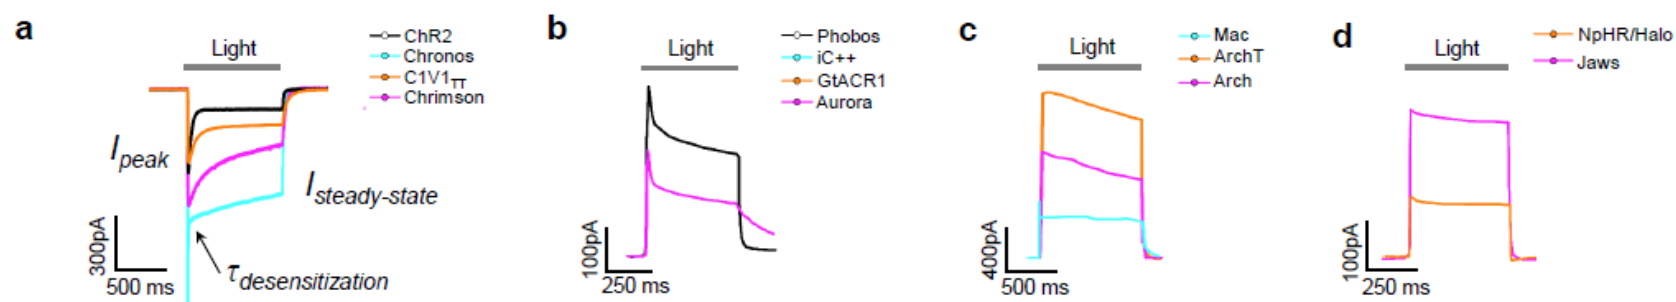 a
Light
ChR2
Chronos
C1V1TT
Chrimson
Ipeak
Isteady-state
τdesensitization
300pA
500 ms
b
Light
Phobos
iC++
GtACR1
Aurora
100pA
250 ms
c
Light
Mac
ArchT
Arch
400pA
500 ms
d
Light
NpHR/Halo
Jaws
100pA
250 ms